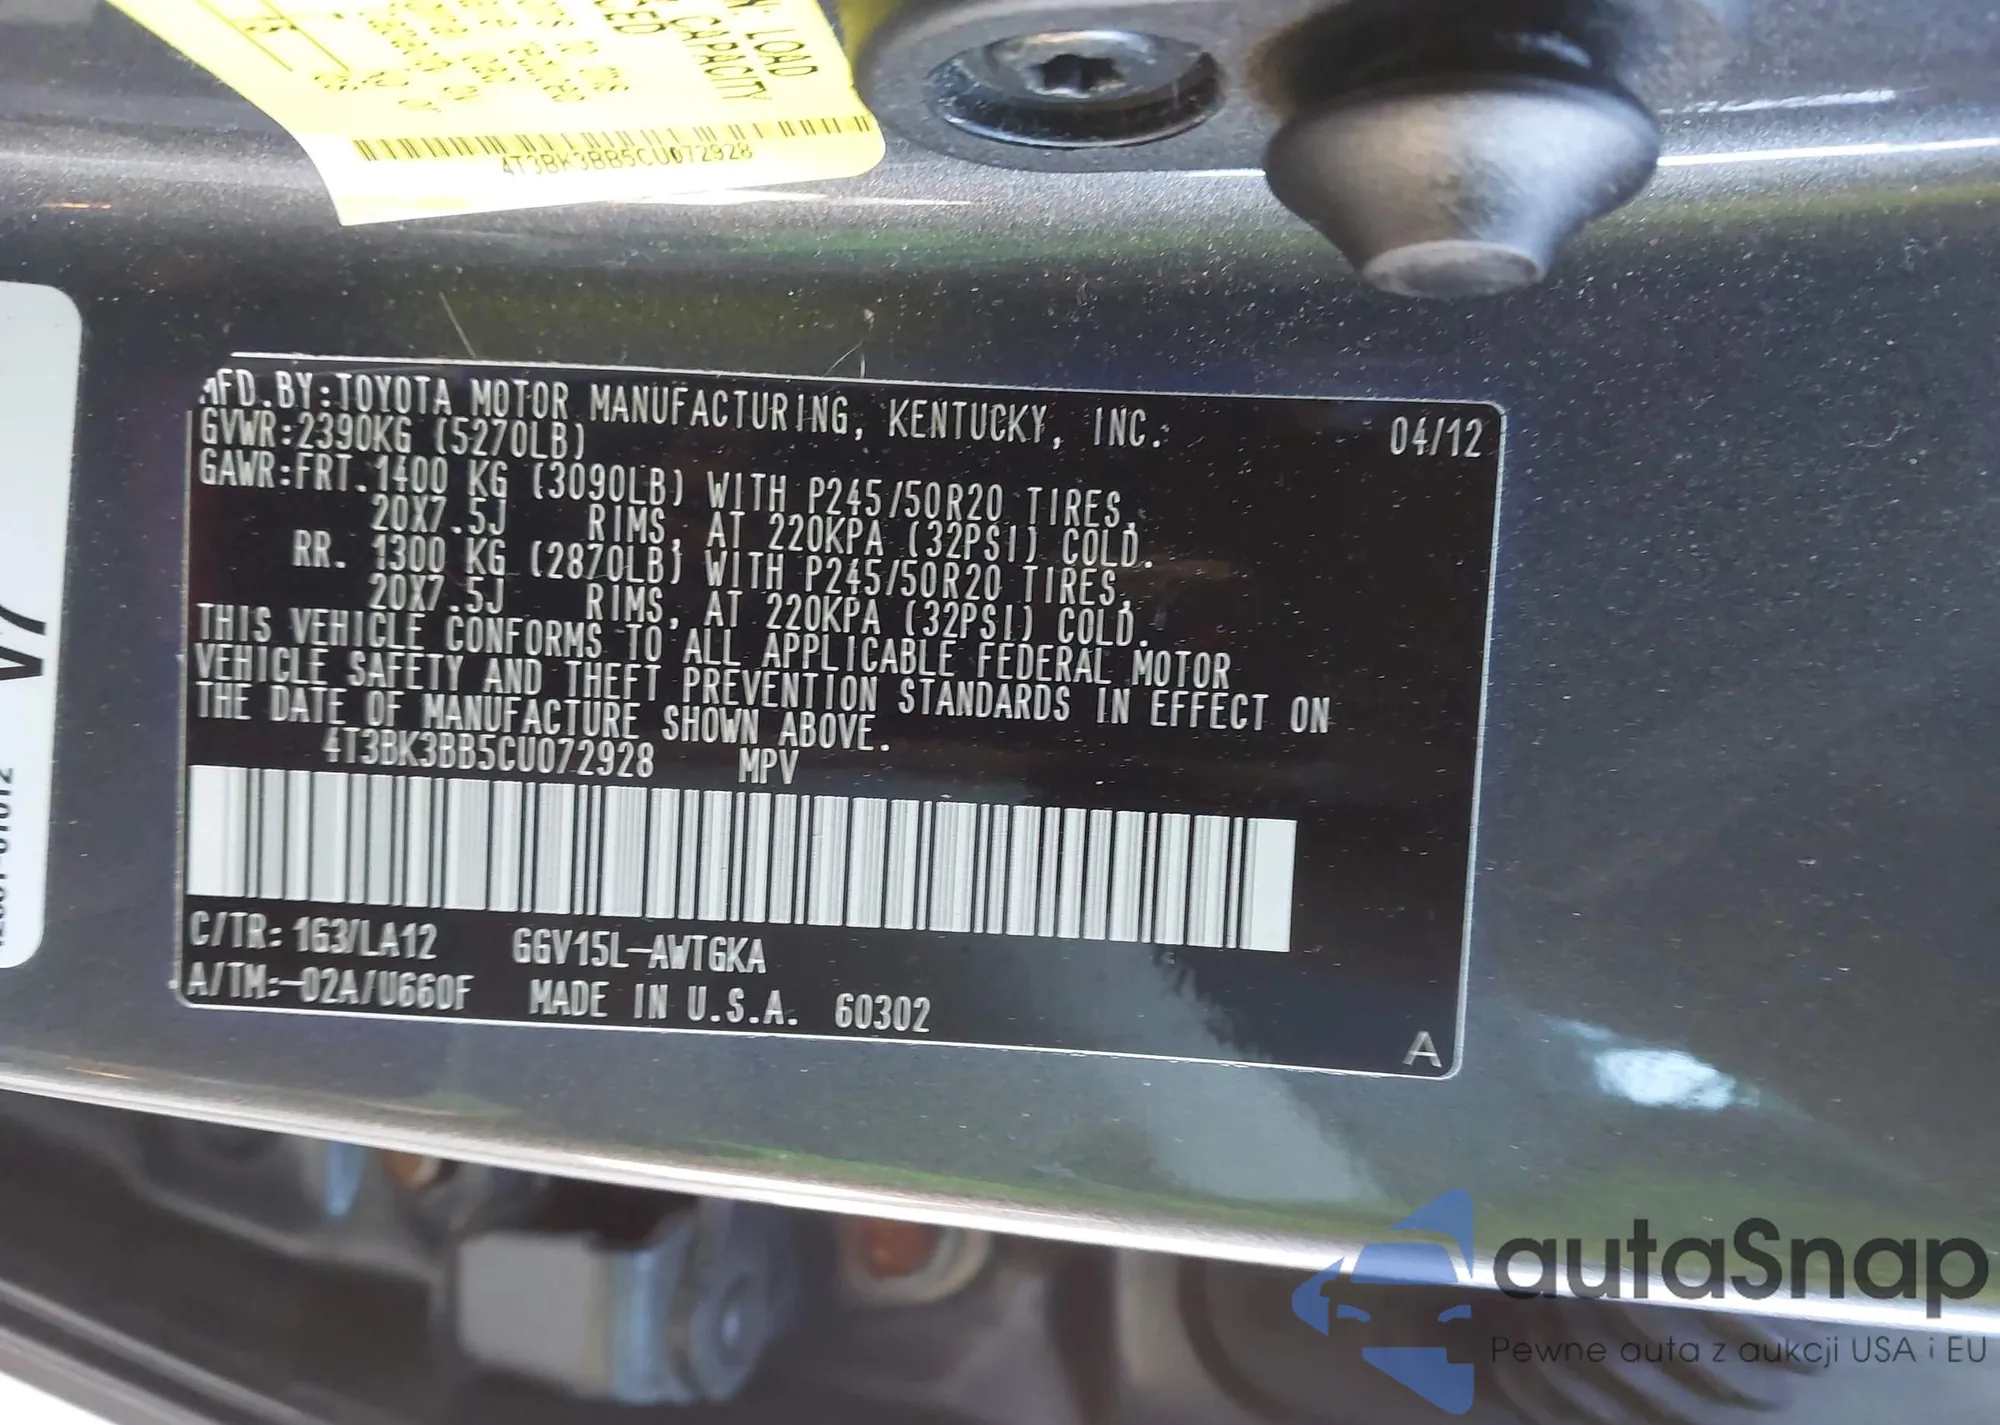 N: LOAD
CAPACITY
4T3BK3BB5CU072928
MFD.BY:TOYOTA MOTOR MANUFACTURING, KENTUCKY, INC. 04/12
GVWR:2390KG (5270LB)
GAWR:FRT.1400 KG (3090LB) WITH P245/50R20 TIRES,
20X7.5J RIMS, AT 220KPA (32PSI) COLD.
RR. 1300 KG (2870LB) WITH P245/50R20 TIRES,
20X7.5J RIMS, AT 220KPA (32PSI) COLD.
THIS VEHICLE CONFORMS TO ALL APPLICABLE FEDERAL MOTOR
VEHICLE SAFETY AND THEFT PREVENTION STANDARDS IN EFFECT ON
THE DATE OF MANUFACTURE SHOWN ABOVE.
4T3BK3BB5CU072928 MPV
C/TR: 1G3/LA12 GGV15L-AWTGKA
A/TM:-02A/U660F MADE IN U.S.A. 60302
A
autaSnap
Pewne auta z aukcji USA i EU